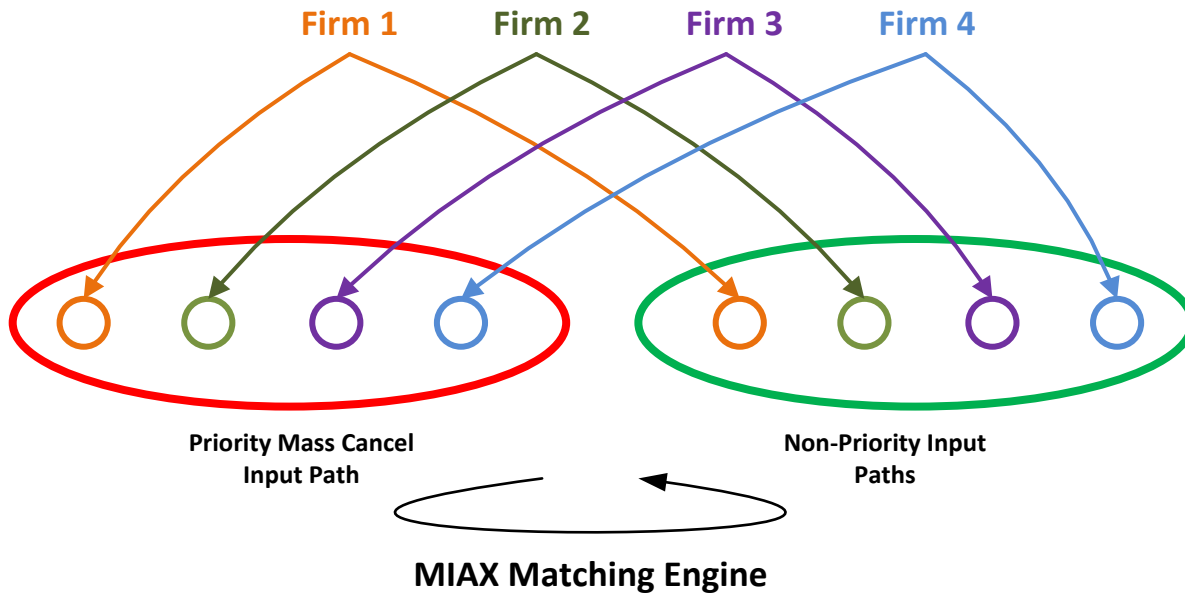 Firm 1 Firm 2 Firm 3 Firm 4
Priority Mass Cancel
Input Path
Non-Priority Input
Paths
MIAX Matching Engine